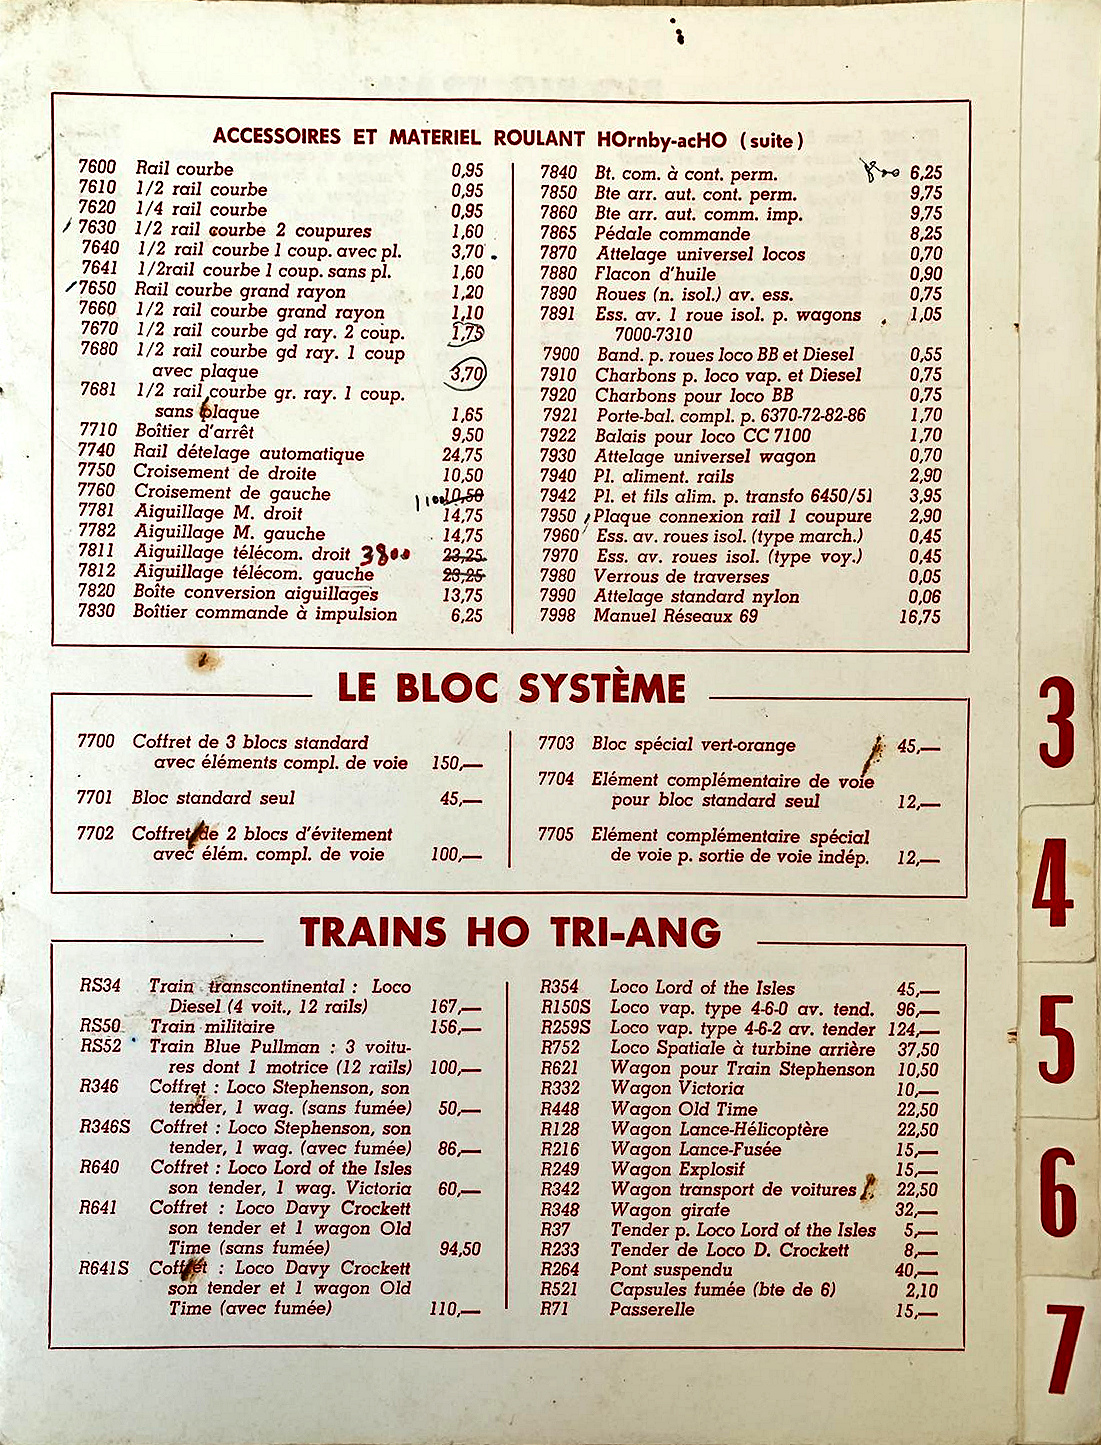 ACCESSOIRES ET MATERIEL ROULANT HOrnby-acHO (suite)
7600 Rail courbe 0,95
7610 1/2 rail courbe 0,95
7620 1/4 rail courbe 0,95
7630 1/2 rail courbe 2 coupures 1,60
7640 1/2 rail courbe 1 coup. avec pl. 3,70
7641 1/2rail courbe 1 coup. sans pl. 1,60
7650 Rail courbe grand rayon 1,20
7660 1/2 rail courbe grand rayon 1,10
7670 1/2 rail courbe gd ray. 2 coup. 1,75
7680 1/2 rail courbe gd ray. 1 coup
avec plaque 3,70
7681 1/2 rail courbe gr. ray. 1 coup.
sans plaque 1,65
7710 Boîtier d'arrêt 9,50
7740 Rail dételage automatique 24,75
7750 Croisement de droite 10,50
7760 Croisement de gauche 1100 10,50
7781 Aiguillage M. droit 14,75
7782 Aiguillage M. gauche 14,75
7811 Aiguillage télécom. droit 3800 23,25
7812 Aiguillage télécom. gauche 23,25
7820 Boîte conversion aiguillages 13,75
7830 Boîtier commande à impulsion 6,25
7840 Bt. com. à cont. perm. 800 6,25
7850 Bte arr. aut. cont. perm. 9,75
7860 Bte arr. aut. comm. imp. 9,75
7865 Pédale commande 8,25
7870 Attelage universel locos 0,70
7880 Flacon d'huile 0,90
7890 Roues (n. isol.) av. ess. 0,75
7891 Ess. av. 1 roue isol. p. wagons 1,05
7000-7310
7900 Band. p. roues loco BB et Diesel 0,55
7910 Charbons p. loco vap. et Diesel 0,75
7920 Charbons pour loco BB 0,75
7921 Porte-bal. compl. p. 6370-72-82-86 1,70
7922 Balais pour loco CC 7100 1,70
7930 Attelage universel wagon 0,70
7940 Pl. aliment. rails 2,90
7942 Pl. et fils alim. p. transfo 6450/51 3,95
7950 Plaque connexion rail 1 coupure 2,90
7960 Ess. av. roues isol. (type march.) 0,45
7970 Ess. av. roues isol. (type voy.) 0,45
7980 Verrous de traverses 0,05
7990 Attelage standard nylon 0,06
7998 Manuel Réseaux 69 16,75
LE BLOC SYSTÈME
7700 Coffret de 3 blocs standard
avec éléments compl. de voie 150,—
7701 Bloc standard seul 45,—
7702 Coffret de 2 blocs d'évitement
avec élém. compl. de voie 100,—
7703 Bloc spécial vert-orange 45,—
7704 Elément complémentaire de voie
pour bloc standard seul 12,—
7705 Elément complémentaire spécial
de voie p. sortie de voie indép. 12,—
TRAINS HO TRI-ANG
RS34 Train transcontinental : Loco
Diesel (4 voit., 12 rails) 167,—
RS50 Train militaire 156,—
RS52 Train Blue Pullman : 3 voitu-
res dont 1 motrice (12 rails) 100,—
R346 Coffret : Loco Stephenson, son
tender, 1 wag. (sans fumée) 50,—
R346S Coffret : Loco Stephenson, son
tender, 1 wag. (avec fumée) 86,—
R640 Coffret : Loco Lord of the Isles
son tender, 1 wag. Victoria 60,—
R641 Coffret : Loco Davy Crockett
son tender et 1 wagon Old
Time (sans fumée) 94,50
R641S Coffret : Loco Davy Crockett
son tender et 1 wagon Old
Time (avec fumée) 110,—
R354 Loco Lord of the Isles 45,—
R150S Loco vap. type 4-6-0 av. tend. 96,—
R259S Loco vap. type 4-6-2 av. tender 124,—
R752 Loco Spatiale à turbine arrière 37,50
R621 Wagon pour Train Stephenson 10,50
R332 Wagon Victoria 10,—
R448 Wagon Old Time 22,50
R128 Wagon Lance-Hélicoptère 22,50
R216 Wagon Lance-Fusée 15,—
R249 Wagon Explosif 15,—
R342 Wagon transport de voitures 22,50
R348 Wagon girafe 32,—
R37 Tender p. Loco Lord of the Isles 5,—
R233 Tender de Loco D. Crockett 8,—
R264 Pont suspendu 40,—
R521 Capsules fumée (bte de 6) 2,10
R71 Passerelle 15,—
3
4
5
6
7